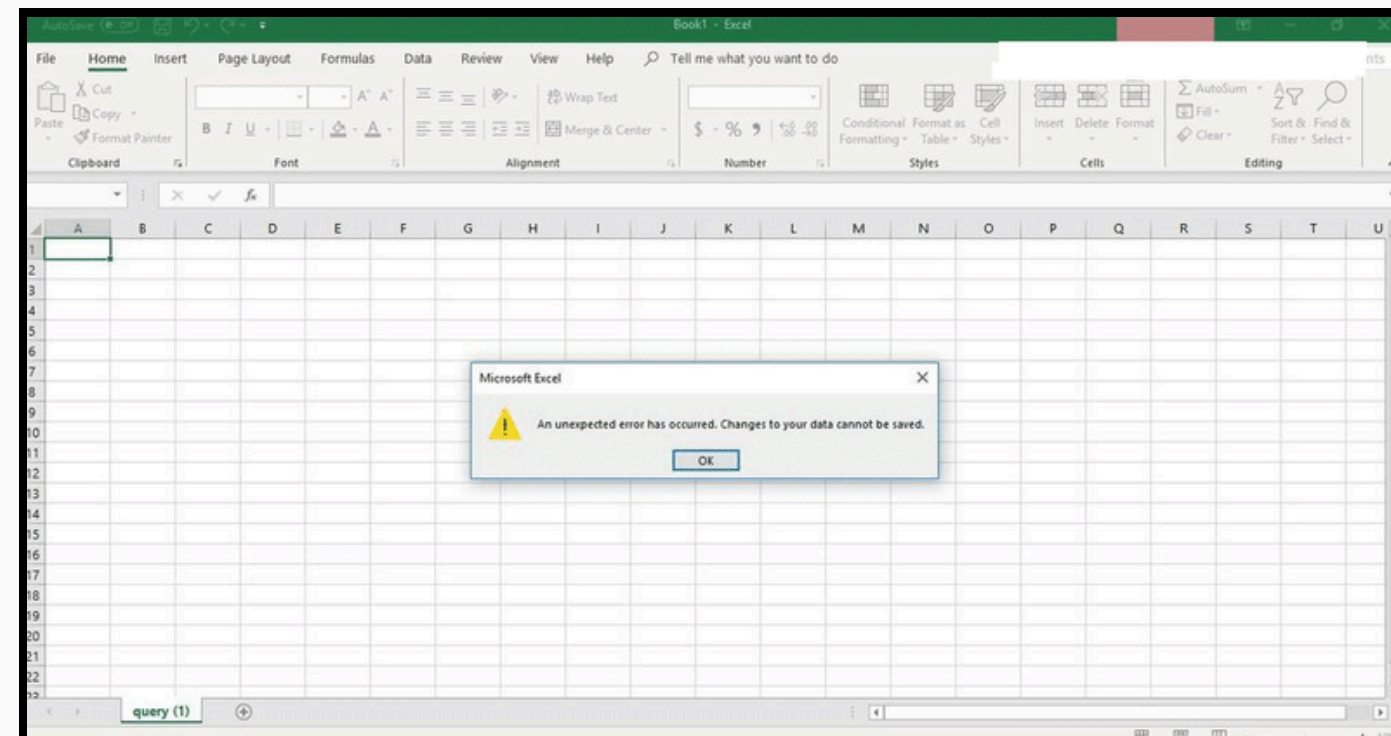 AutoSave Off Book1 - Excel
File Home Insert Page Layout Formulas Data Review View Help Tell me what you want to do
Paste
Cut
Copy
Format Painter
Clipboard
A A
B I U A
Font
Wrap Text
Merge & Center
Alignment
$ % ,
Number
Conditional Formatting
Format as Table
Cell Styles
Styles
Insert Delete Format
Cells
AutoSum
Fill
Clear
Sort & Filter
Find & Select
Editing
fx
A B C D E F G H I J K L M N O P Q R S T U
1
2
3
4
5
6
7
8
9
10
11
12
13
14
15
16
17
18
19
20
21
22
Microsoft Excel
An unexpected error has occurred. Changes to your data cannot be saved.
OK
query (1)